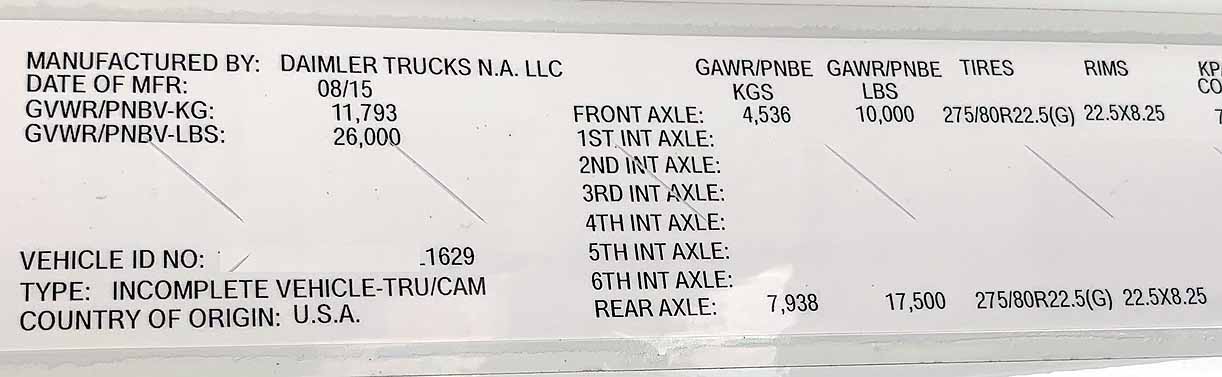 MANUFACTURED BY: DAIMLER TRUCKS N.A. LLC
DATE OF MFR: 08/15
GVWR/PNBV-KG: 11,793
GVWR/PNBV-LBS: 26,000
VEHICLE ID NO: 1629
TYPE: INCOMPLETE VEHICLE-TRU/CAM
COUNTRY OF ORIGIN: U.S.A.
GAWR/PNBE KGS GAWR/PNBE LBS TIRES RIMS
FRONT AXLE: 4,536 10,000 275/80R22.5(G) 22.5X8.25
1ST INT AXLE:
2ND INT AXLE:
3RD INT AXLE:
4TH INT AXLE:
5TH INT AXLE:
6TH INT AXLE:
REAR AXLE: 7,938 17,500 275/80R22.5(G) 22.5X8.25